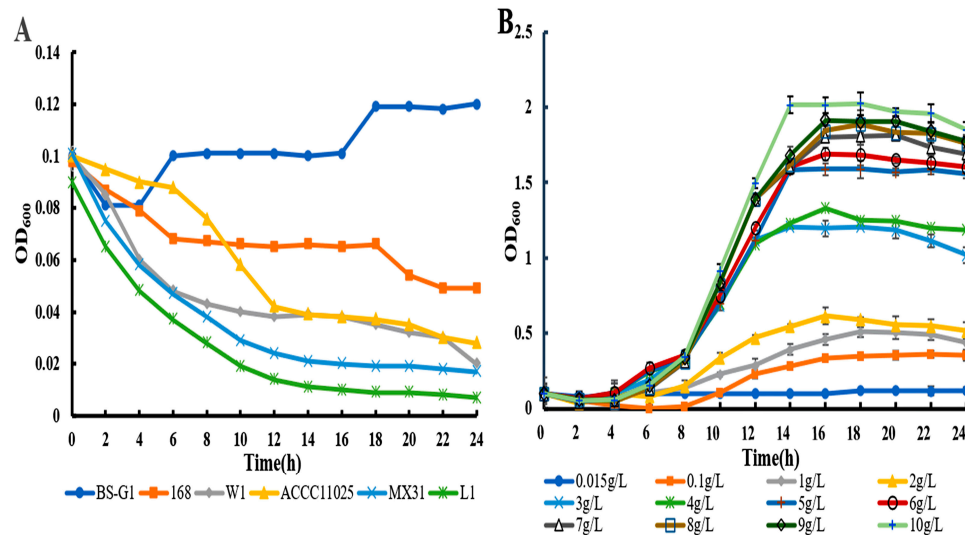 A
0.14
0.12
0.1
0.08
0.06
0.04
0.02
0
OD600
0 2 4 6 8 10 12 14 16 18 20 22 24
Time(h)
BS-G1 168 W1 ACCC11025 MX31 L1
B
2.5
2
1.5
1
0.5
0
OD600
0 2 4 6 8 10 12 14 16 18 20 22 24
Time(h)
0.015g/L 0.1g/L 1g/L 2g/L
3g/L 4g/L 5g/L 6g/L
7g/L 8g/L 9g/L 10g/L